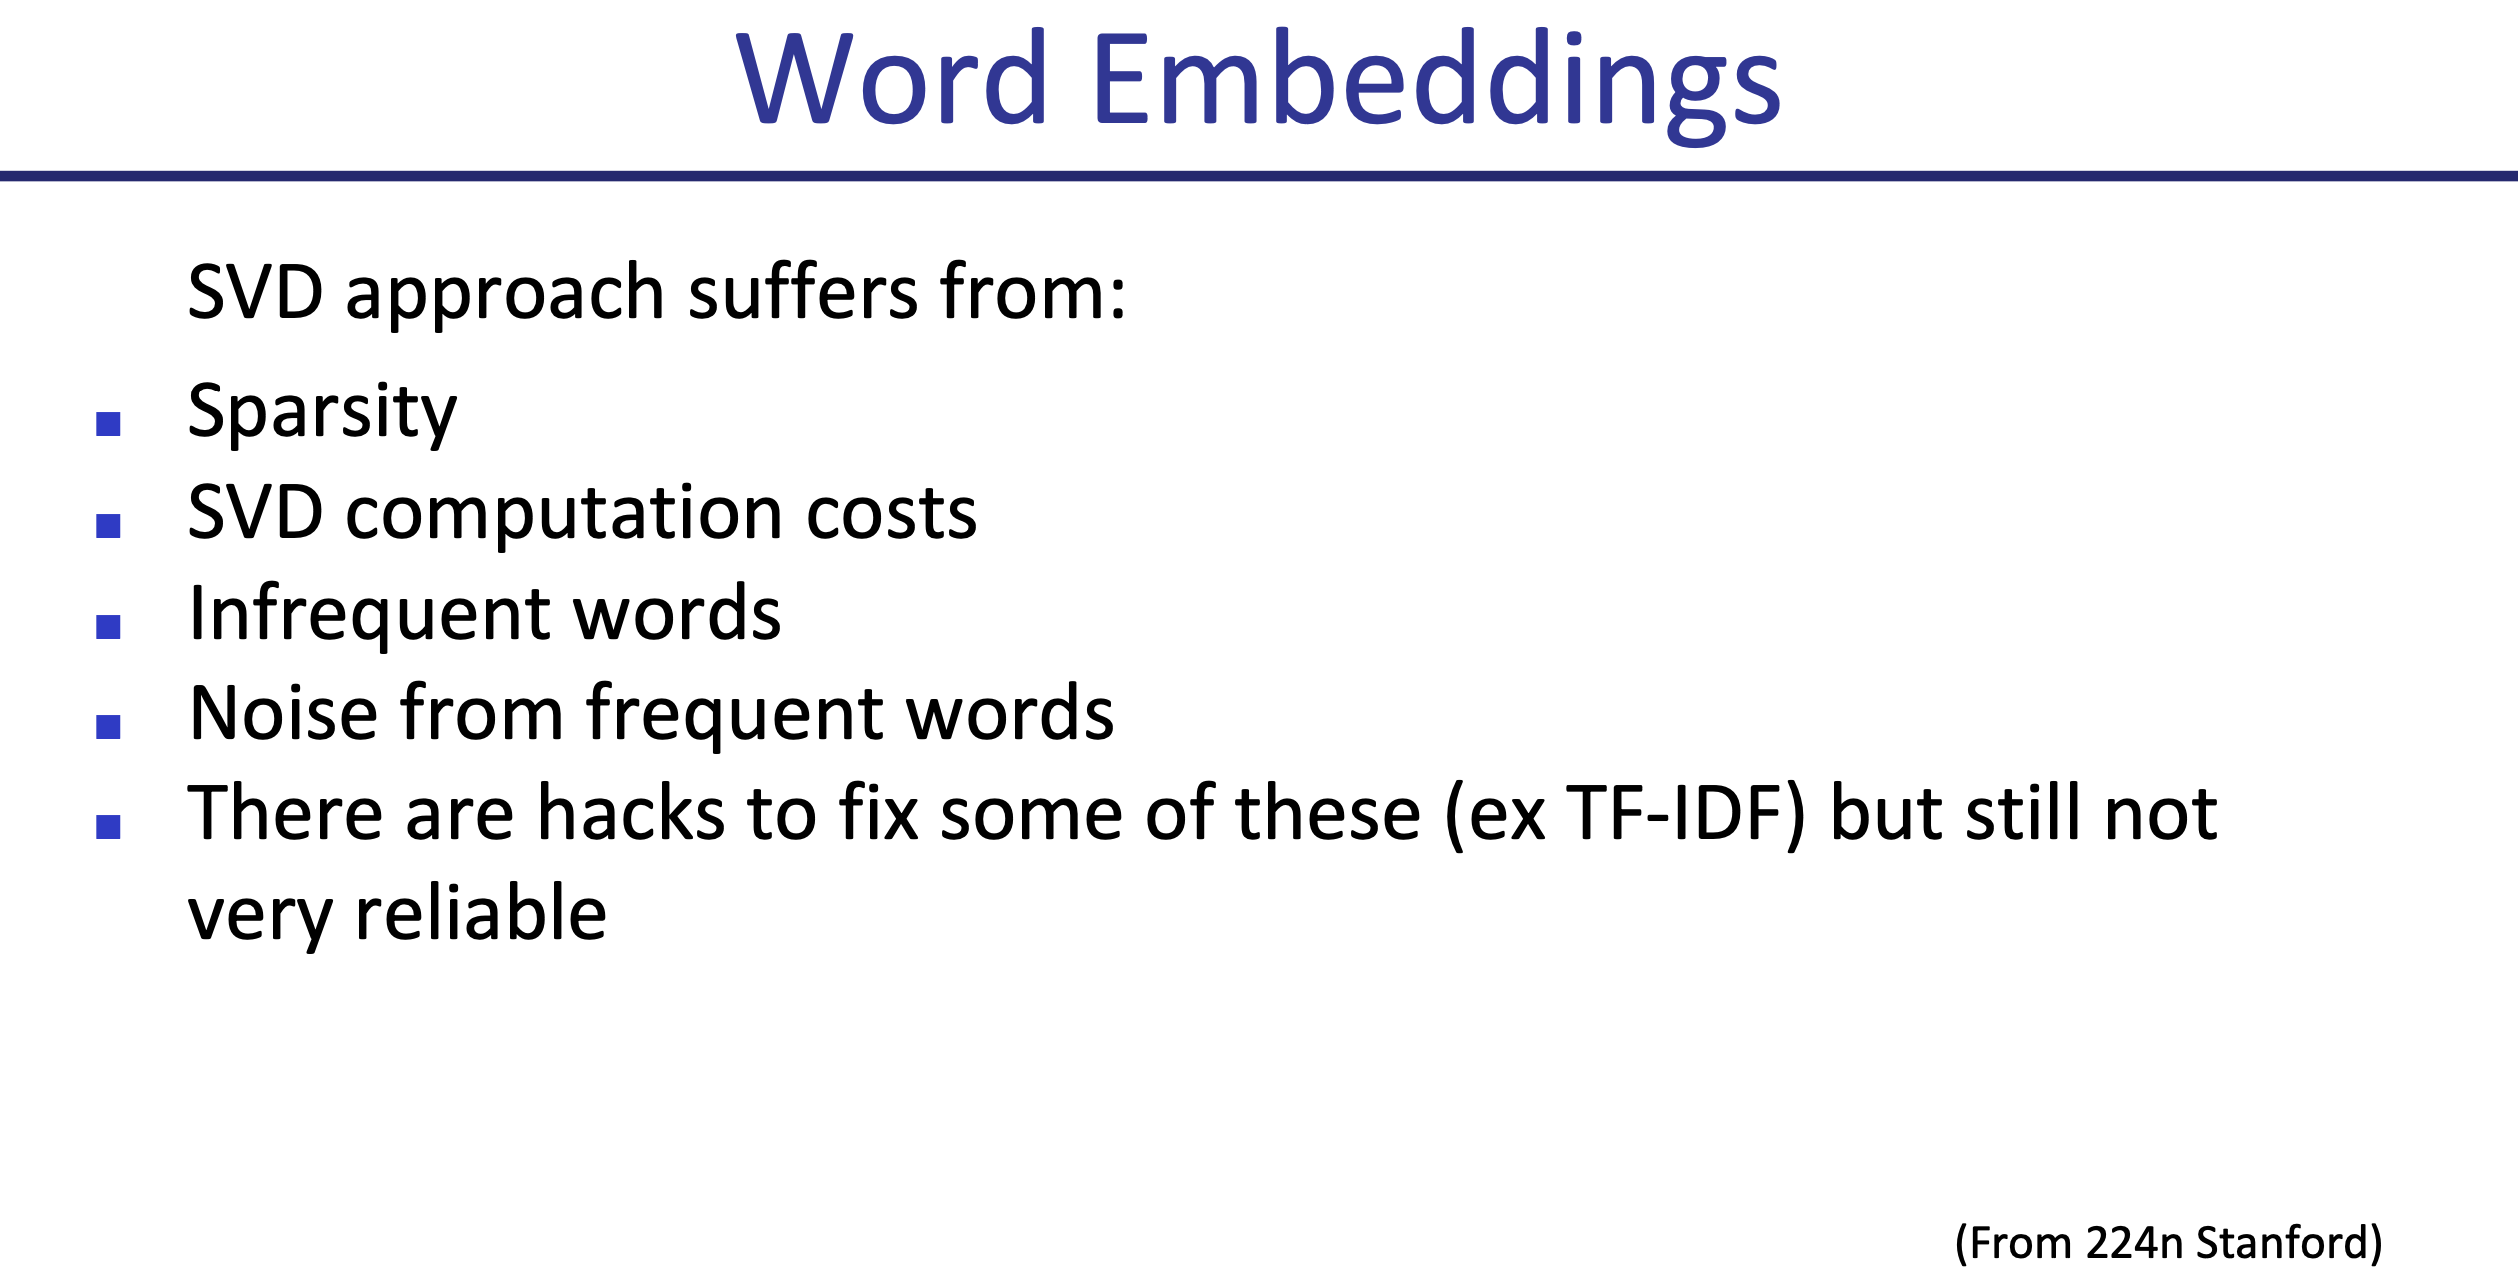 Word Embeddings
SVD approach suffers from:
Sparsity
SVD computation costs
Infrequent words
Noise from frequent words
There are hacks to fix some of these (ex TF-IDF) but still not
very reliable
(From 224n Stanford)